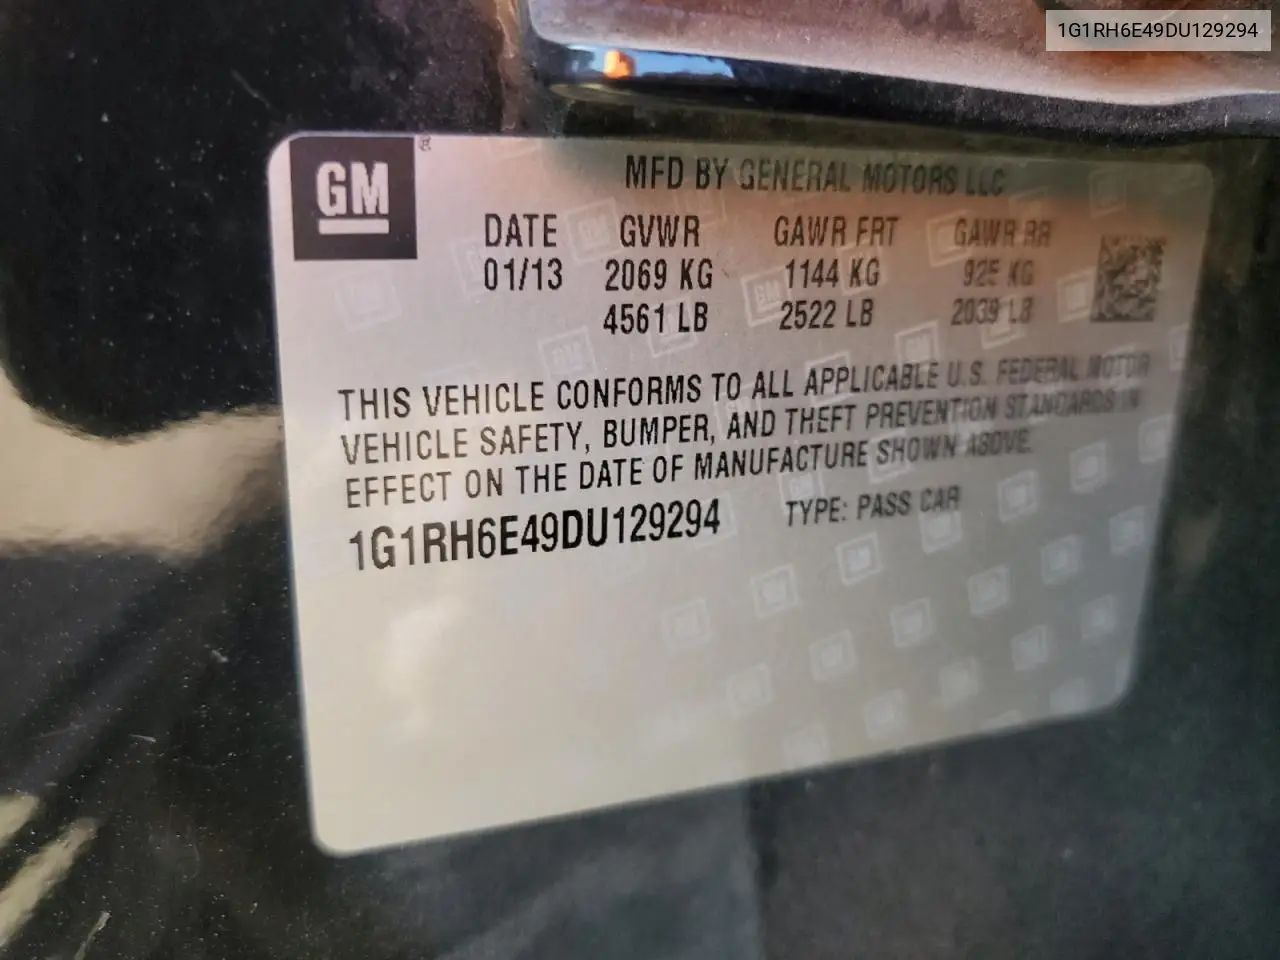 1G1RH6E49DU129294
GM
®
MFD BY GENERAL MOTORS LLC
DATE GVWR GAWR FRT GAWR RR
01/13 2069 KG 1144 KG 925 KG
4561 LB 2522 LB 2039 LB
THIS VEHICLE CONFORMS TO ALL APPLICABLE U.S. FEDERAL MOTOR
VEHICLE SAFETY, BUMPER, AND THEFT PREVENTION STANDARDS IN
EFFECT ON THE DATE OF MANUFACTURE SHOWN ABOVE.
1G1RH6E49DU129294 TYPE: PASS CAR